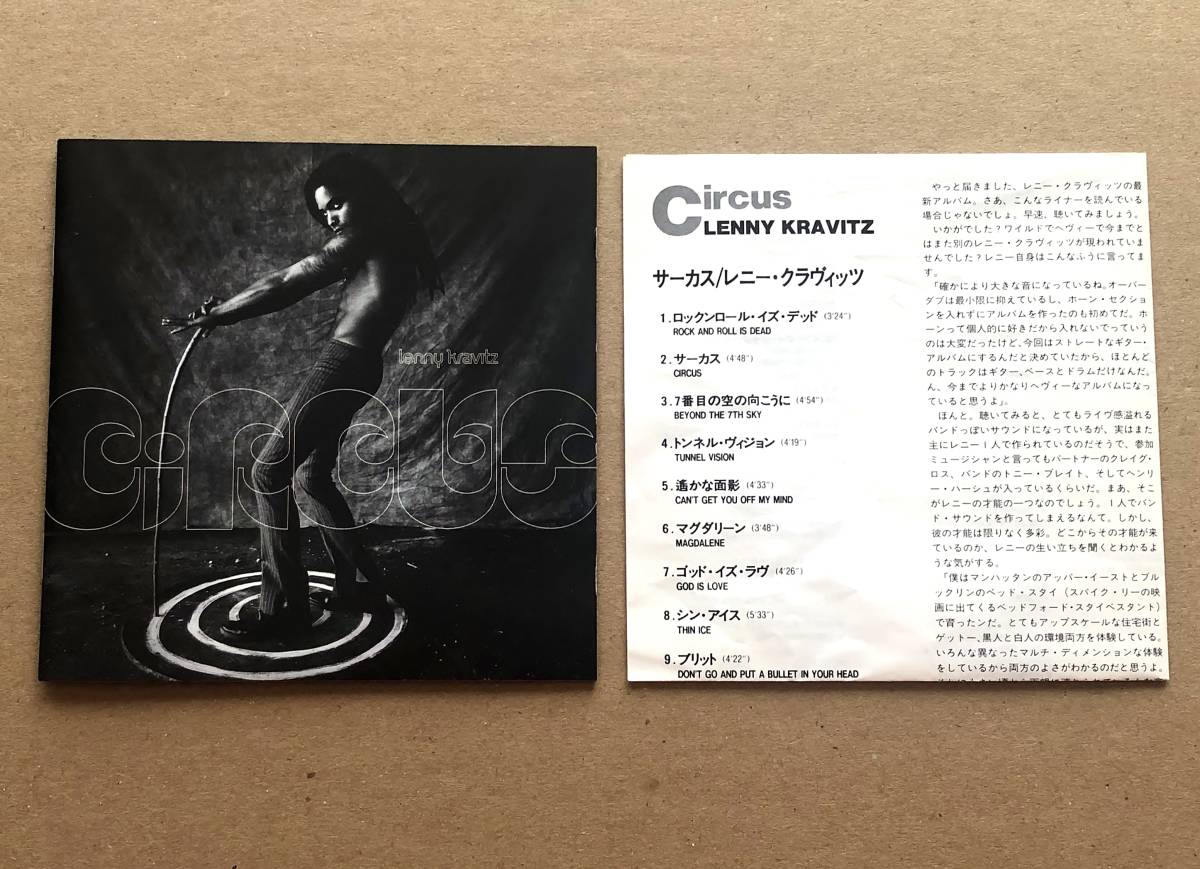 lenny kravitz
circus
Circus
LENNY KRAVITZ
サーカス/レニー・クラヴィッツ
1.ロックンロール・イズ・デッド (3'24")
ROCK AND ROLL IS DEAD
2.サーカス (4'48")
CIRCUS
3.7番目の空の向こうに (4'54")
BEYOND THE 7TH SKY
4.トンネル・ヴィジョン (4'19")
TUNNEL VISION
5.遙かな面影 (4'33")
CAN'T GET YOU OFF MY MIND
6.マグダリーン (3'48")
MAGDALENE
7.ゴッド・イズ・ラヴ (4'26")
GOD IS LOVE
8.シン・アイス (5'33")
THIN ICE
9.ブリット (4'22")
DON'T GO AND PUT A BULLET IN YOUR HEAD
やっと届きました、レニー・クラヴィッツの最
新アルバム。さあ、こんなライナーを読んでいる
場合じゃないでしょ。早速、聴いてみましょう。
いかがでした?ワイルドでヘヴィーで今までと
はまた別のレニー・クラヴィッツが現われていま
せんでした?レニー自身はこんなふうに言ってま
す。
「確かにより大きな音になっているね。オーバー
ダブは最小限に抑えているし、ホーン・セクショ
ンを入れずにアルバムを作ったのも初めてだ。ホ
ーンって個人的に好きだから入れないでっていう
のは大変だったけど、今回はストレートなギター・
アルバムにするんだと決めていたから、ほとんど
のトラックはギター、ベースとドラムだけなんだ。
ん、今までよりかなりヘヴィーなアルバムになっ
ていると思うよ」。
ほんと。聴いてみると、とてもライヴ感溢れる
バンドっぽいサウンドになっているが、実はまた
主にレニー1人で作られているのだそうで、参加
ミュージシャンと言ってもパートナーのクレイグ・
ロス、バンドのトニー・ブレイト、そしてヘンリ
ー・ハーシュが入っているくらいだ。まあ、そこ
がレニーの才能の一つなのでしょう。1人でバン
ド・サウンドを作ってしまえるなんて。しかし、
彼の才能は限りなく多彩。どこからその才能が来
ているのか、レニーの生い立ちを聞くとわかるよ
うな気がする。
「僕はマンハッタンのアッパー・イーストとブル
ックリンのベッド・スタイ(スパイク・リーの映
画に出てくるベッドフォード・スタイベスタント)
で育ったンだ。とてもアップスケールな住宅街と
ゲットー、黒人と白人の環境両方を体験している。
いろんな異なったマルチ・ディメンションな体験
をしているから両方のよさがわかるのだと思うよ。